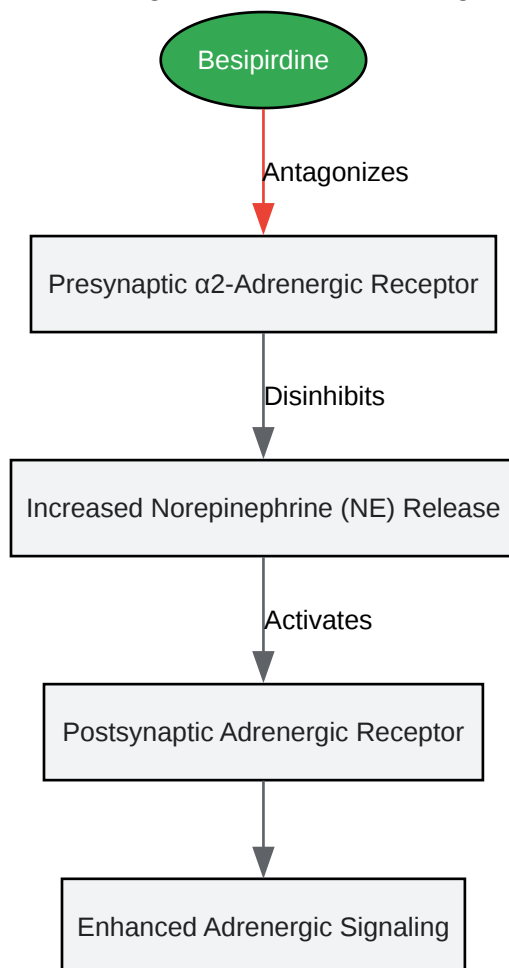 Besipirdine
Antagonizes
Presynaptic α2-Adrenergic Receptor
Disinhibits
Increased Norepinephrine (NE) Release
Activates
Postsynaptic Adrenergic Receptor
Enhanced Adrenergic Signaling